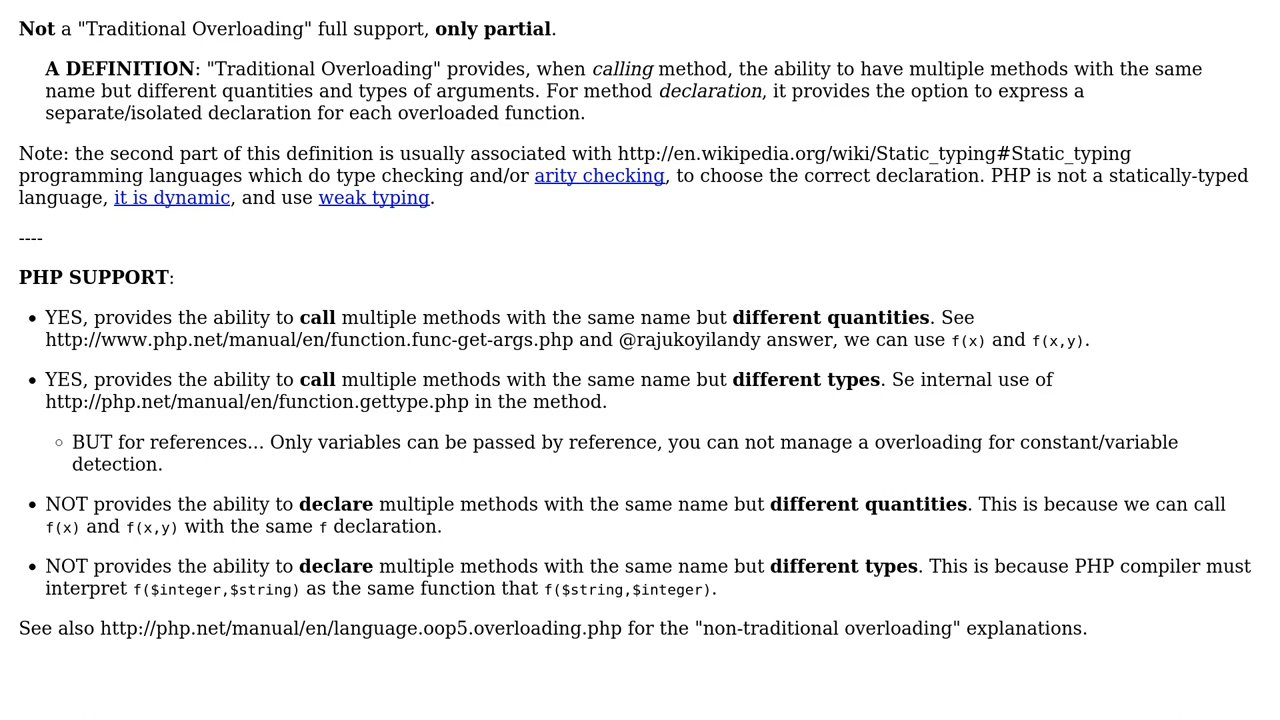 Not a "Traditional Overloading" full support, only partial.
A DEFINITION: "Traditional Overloading" provides, when calling method, the ability to have multiple methods with the same
name but different quantities and types of arguments. For method declaration, it provides the option to express a
separate/isolated declaration for each overloaded function.
Note: the second part of this definition is usually associated with http://en.wikipedia.org/wiki/Static_typing#Static_typing
programming languages which do type checking and/or arity checking, to choose the correct declaration. PHP is not a statically-typed
language, it is dynamic, and use weak typing.
----
PHP SUPPORT:
• YES, provides the ability to call multiple methods with the same name but different quantities. See
http://www.php.net/manual/en/function.func-get-args.php and @rajukoyilandy answer, we can use f(x) and f(x,y).
• YES, provides the ability to call multiple methods with the same name but different types. Se internal use of
http://php.net/manual/en/function.gettype.php in the method.
◦ BUT for references... Only variables can be passed by reference, you can not manage a overloading for constant/variable
detection.
• NOT provides the ability to declare multiple methods with the same name but different quantities. This is because we can call
f(x) and f(x,y) with the same f declaration.
• NOT provides the ability to declare multiple methods with the same name but different types. This is because PHP compiler must
interpret f($integer,$string) as the same function that f($string,$integer).
See also http://php.net/manual/en/language.oop5.overloading.php for the "non-traditional overloading" explanations.